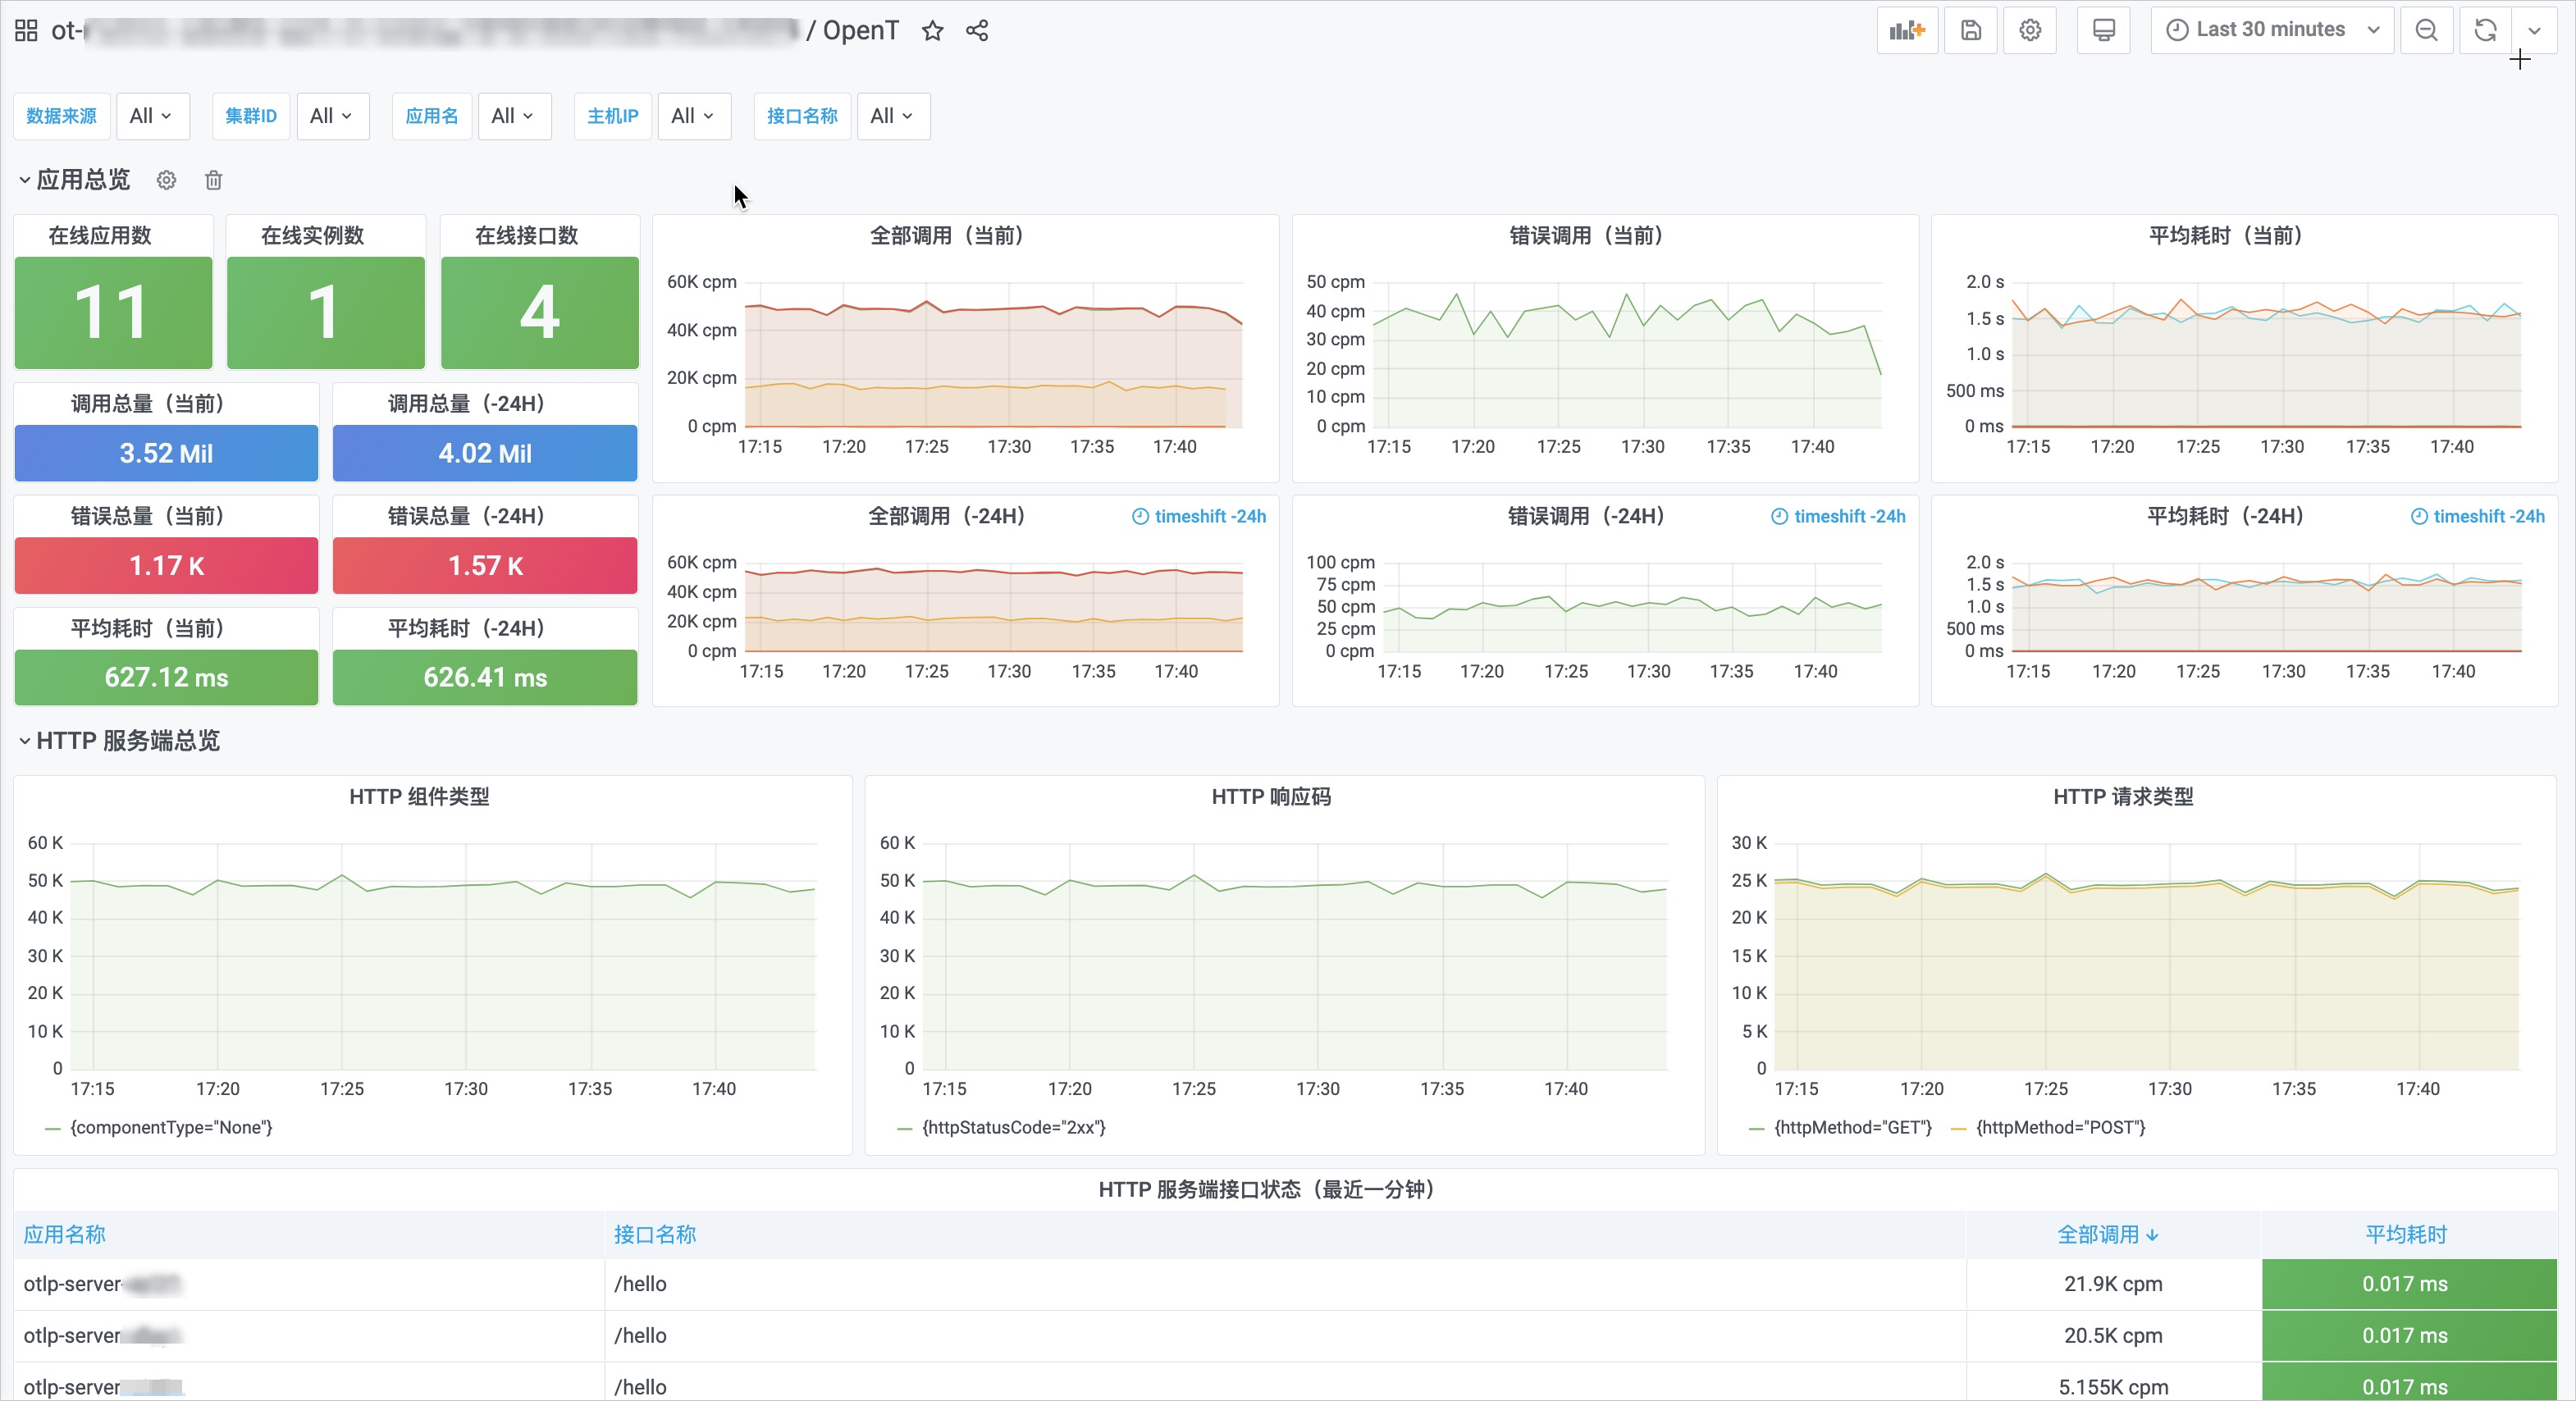 ot- / OpenT
Last 30 minutes
数据来源 All 集群ID All 应用名 All 主机IP All 接口名称 All
应用总览
在线应用数
11
在线实例数
1
在线接口数
4
调用总量（当前）
3.52 Mil
调用总量（-24H）
4.02 Mil
错误总量（当前）
1.17 K
错误总量（-24H）
1.57 K
平均耗时（当前）
627.12 ms
平均耗时（-24H）
626.41 ms
全部调用（当前）
60K cpm
40K cpm
20K cpm
0 cpm
17:15 17:20 17:25 17:30 17:35 17:40
错误调用（当前）
50 cpm
40 cpm
30 cpm
20 cpm
10 cpm
0 cpm
17:15 17:20 17:25 17:30 17:35 17:40
平均耗时（当前）
2.0 s
1.5 s
1.0 s
500 ms
0 ms
17:15 17:20 17:25 17:30 17:35 17:40
全部调用（-24H） timeshift -24h
60K cpm
40K cpm
20K cpm
0 cpm
17:15 17:20 17:25 17:30 17:35 17:40
错误调用（-24H） timeshift -24h
100 cpm
75 cpm
50 cpm
25 cpm
0 cpm
17:15 17:20 17:25 17:30 17:35 17:40
平均耗时（-24H） timeshift -24h
2.0 s
1.5 s
1.0 s
500 ms
0 ms
17:15 17:20 17:25 17:30 17:35 17:40
HTTP 服务端总览
HTTP 组件类型
60 K
50 K
40 K
30 K
20 K
10 K
0
17:15 17:20 17:25 17:30 17:35 17:40
{componentType="None"}
HTTP 响应码
60 K
50 K
40 K
30 K
20 K
10 K
0
17:15 17:20 17:25 17:30 17:35 17:40
{httpStatusCode="2xx"}
HTTP 请求类型
30 K
25 K
20 K
15 K
10 K
5 K
0
17:15 17:20 17:25 17:30 17:35 17:40
{httpMethod="GET"} {httpMethod="POST"}
HTTP 服务端接口状态（最近一分钟）
应用名称 接口名称 全部调用 平均耗时
otlp-server /hello 21.9K cpm 0.017 ms
otlp-server /hello 20.5K cpm 0.017 ms
otlp-server /hello 5.155K cpm 0.017 ms